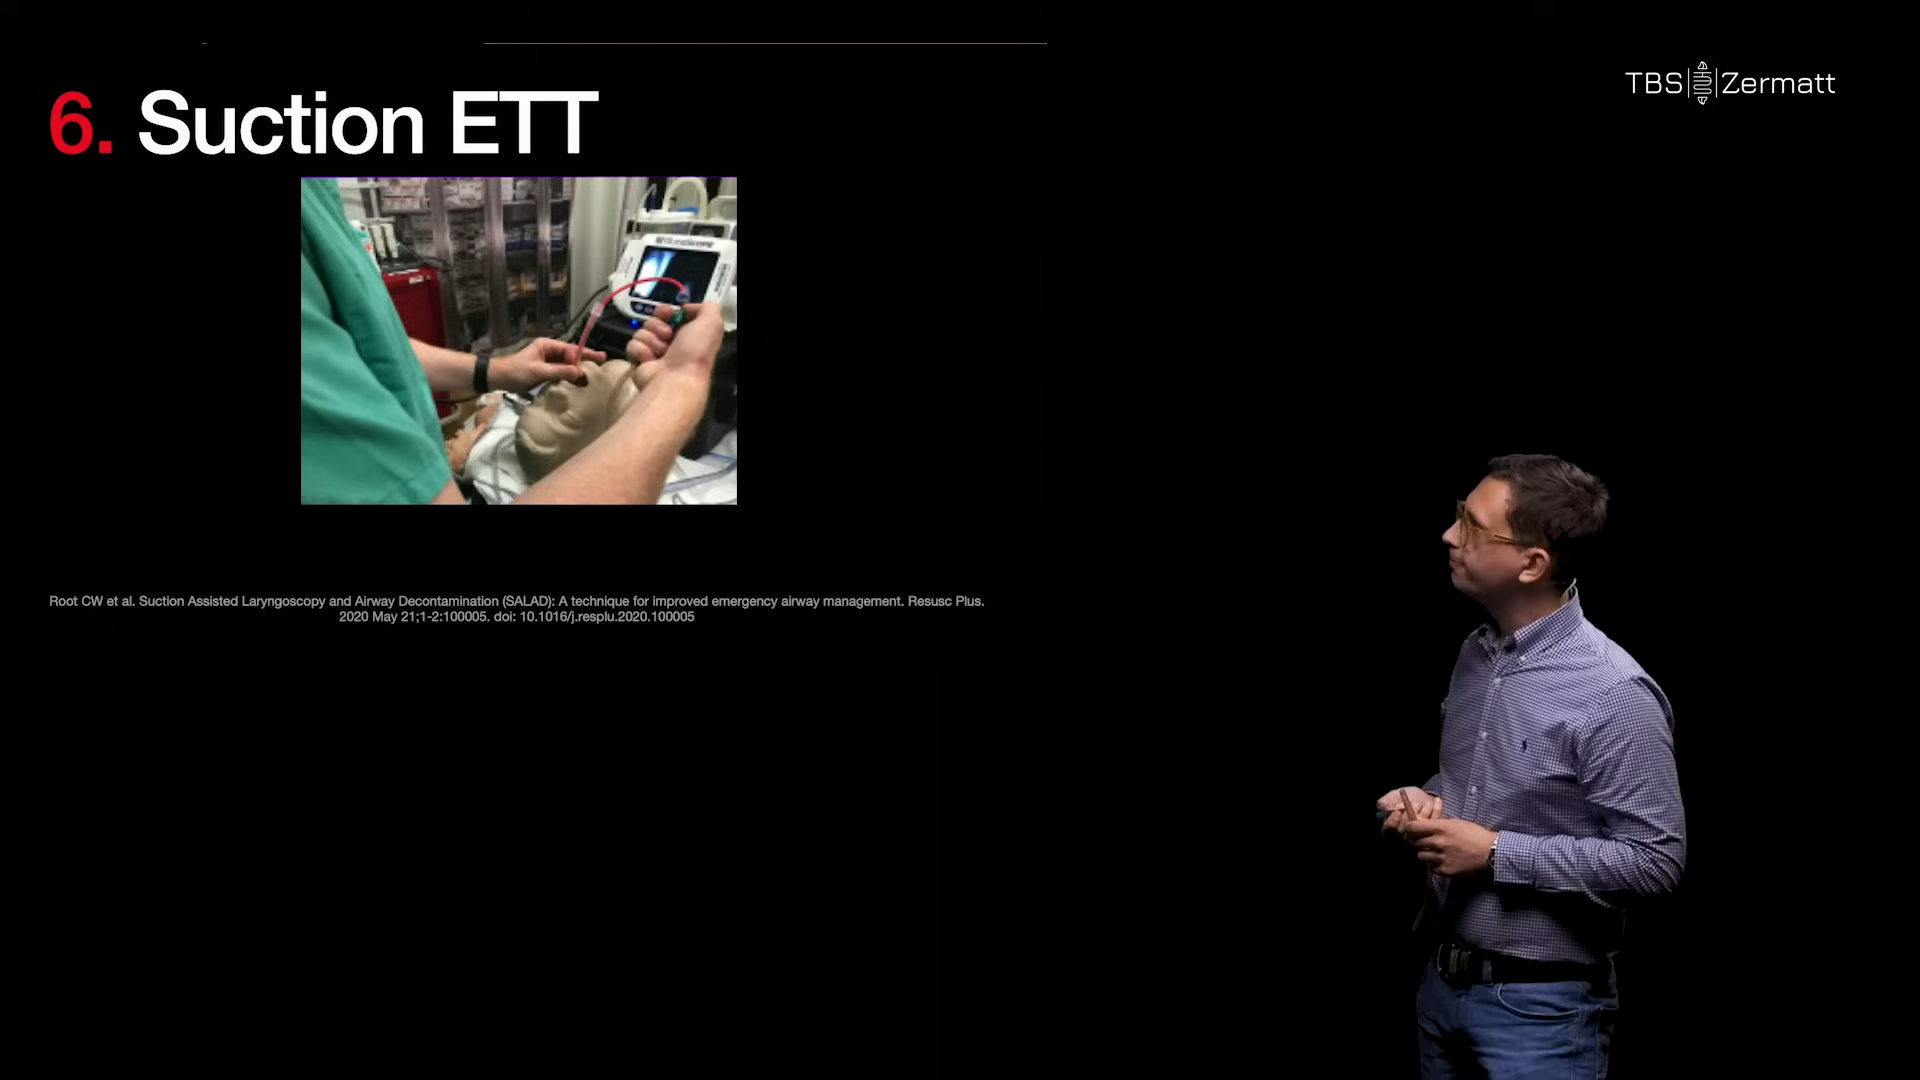 TBS Zermatt
6. Suction ETT
Root CW et al. Suction Assisted Laryngoscopy and Airway Decontamination (SALAD): A technique for improved emergency airway management. Resusc Plus.
2020 May 21;1-2:100005. doi: 10.1016/j.resplu.2020.100005